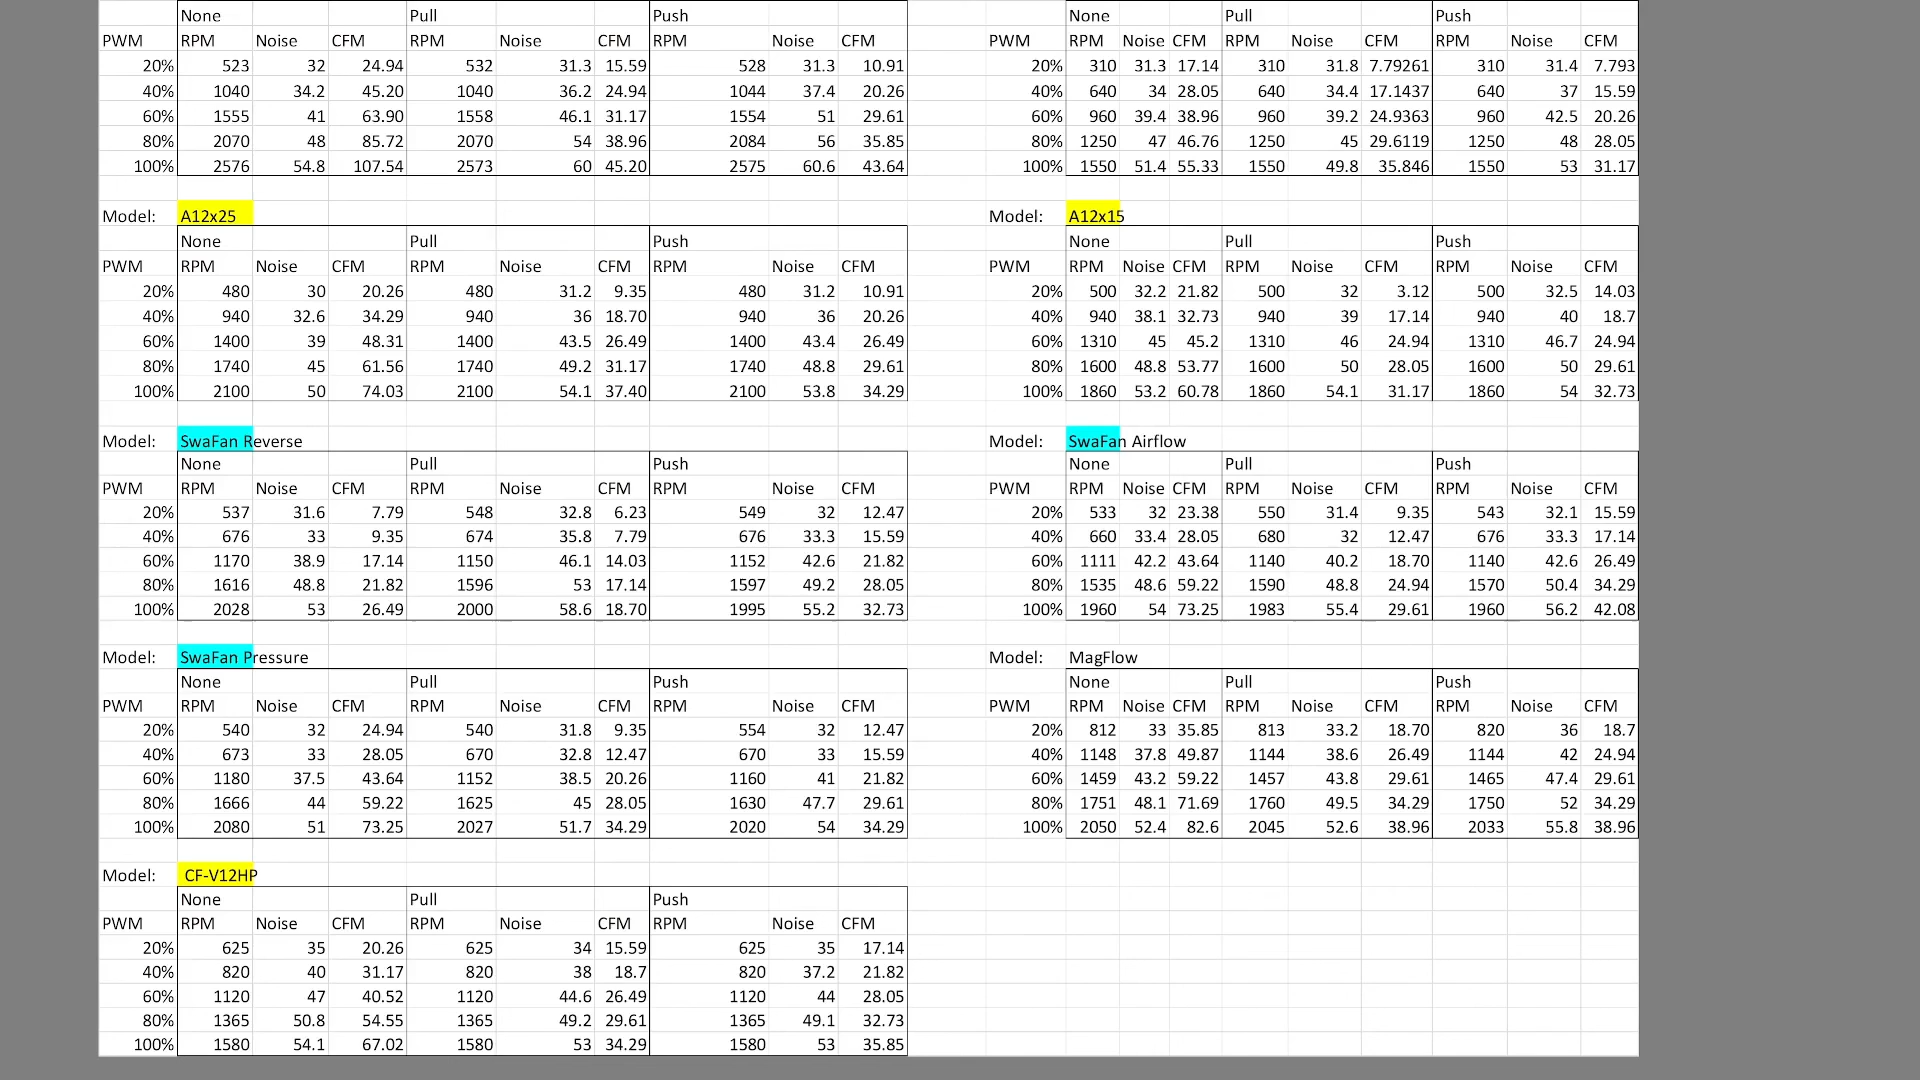 None Pull Push None Pull Push
PWM RPM Noise CFM RPM Noise CFM RPM Noise CFM PWM RPM Noise CFM RPM Noise CFM RPM Noise CFM
20% 523 32 24.94 532 31.3 15.59 528 31.3 10.91 20% 310 31.3 17.14 310 31.8 7.79261 310 31.4 7.793
40% 1040 34.2 45.20 1040 36.2 24.94 1044 37.4 20.26 40% 640 34 28.05 640 34.4 17.1437 640 37 15.59
60% 1555 41 63.90 1558 46.1 31.17 1554 51 29.61 60% 960 39.4 38.96 960 39.2 24.9363 960 42.5 20.26
80% 2070 48 85.72 2070 54 38.96 2084 56 35.85 80% 1250 47 46.76 1250 45 29.6119 1250 48 28.05
100% 2576 54.8 107.54 2573 60 45.20 2575 60.6 43.64 100% 1550 51.4 55.33 1550 49.8 35.846 1550 53 31.17
Model: A12x25 Model: A12x15
None Pull Push None Pull Push
PWM RPM Noise CFM RPM Noise CFM RPM Noise CFM PWM RPM Noise CFM RPM Noise CFM RPM Noise CFM
20% 480 30 20.26 480 31.2 9.35 480 31.2 10.91 20% 500 32.2 21.82 500 32 3.12 500 32.5 14.03
40% 940 32.6 34.29 940 36 18.70 940 36 20.26 40% 940 38.1 32.73 940 39 17.14 940 40 18.7
60% 1400 39 48.31 1400 43.5 26.49 1400 43.4 26.49 60% 1310 45 45.2 1310 46 24.94 1310 46.7 24.94
80% 1740 45 61.56 1740 49.2 31.17 1740 48.8 29.61 80% 1600 48.8 53.77 1600 50 28.05 1600 50 29.61
100% 2100 50 74.03 2100 54.1 37.40 2100 53.8 34.29 100% 1860 53.2 60.78 1860 54.1 31.17 1860 54 32.73
Model: SwaFan Reverse Model: SwaFan Airflow
None Pull Push None Pull Push
PWM RPM Noise CFM RPM Noise CFM RPM Noise CFM PWM RPM Noise CFM RPM Noise CFM RPM Noise CFM
20% 537 31.6 7.79 548 32.8 6.23 549 32 12.47 20% 533 32 23.38 550 31.4 9.35 543 32.1 15.59
40% 676 33 9.35 674 35.8 7.79 676 33.3 15.59 40% 660 33.4 28.05 680 32 12.47 676 33.3 17.14
60% 1170 38.9 17.14 1150 46.1 14.03 1152 42.6 21.82 60% 1111 42.2 43.64 1140 40.2 18.70 1140 42.6 26.49
80% 1616 48.8 21.82 1596 53 17.14 1597 49.2 28.05 80% 1535 48.6 59.22 1590 48.8 24.94 1570 50.4 34.29
100% 2028 53 26.49 2000 58.6 18.70 1995 55.2 32.73 100% 1960 54 73.25 1983 55.4 29.61 1960 56.2 42.08
Model: SwaFan Pressure Model: MagFlow
None Pull Push None Pull Push
PWM RPM Noise CFM RPM Noise CFM RPM Noise CFM PWM RPM Noise CFM RPM Noise CFM RPM Noise CFM
20% 540 32 24.94 540 31.8 9.35 554 32 12.47 20% 812 33 35.85 813 33.2 18.70 820 36 18.7
40% 673 33 28.05 670 32.8 12.47 670 33 15.59 40% 1148 37.8 49.87 1144 38.6 26.49 1144 42 24.94
60% 1180 37.5 43.64 1152 38.5 20.26 1160 41 21.82 60% 1459 43.2 59.22 1457 43.8 29.61 1465 47.4 29.61
80% 1666 44 59.22 1625 45 28.05 1630 47.7 29.61 80% 1751 48.1 71.69 1760 49.5 34.29 1750 52 34.29
100% 2080 51 73.25 2027 51.7 34.29 2020 54 34.29 100% 2050 52.4 82.6 2045 52.6 38.96 2033 55.8 38.96
Model: CF-V12HP
None Pull Push
PWM RPM Noise CFM RPM Noise CFM RPM Noise CFM
20% 625 35 20.26 625 34 15.59 625 35 17.14
40% 820 40 31.17 820 38 18.7 820 37.2 21.82
60% 1120 47 40.52 1120 44.6 26.49 1120 44 28.05
80% 1365 50.8 54.55 1365 49.2 29.61 1365 49.1 32.73
100% 1580 54.1 67.02 1580 53 34.29 1580 53 35.85